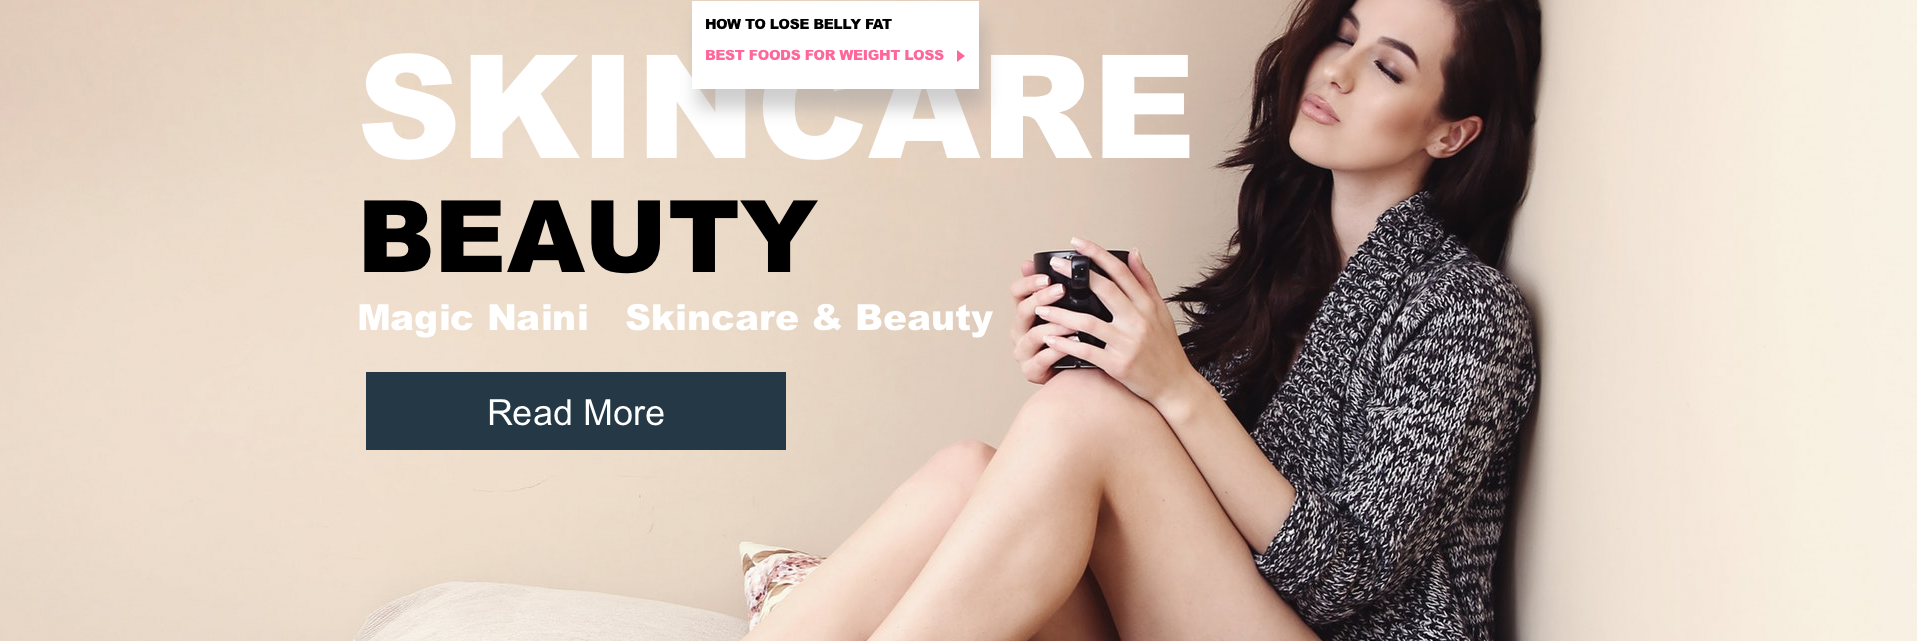 HOW TO LOSE BELLY FAT
BEST FOODS FOR WEIGHT LOSS
SKINCARE
BEAUTY
Magic Naini Skincare & Beauty
Read More